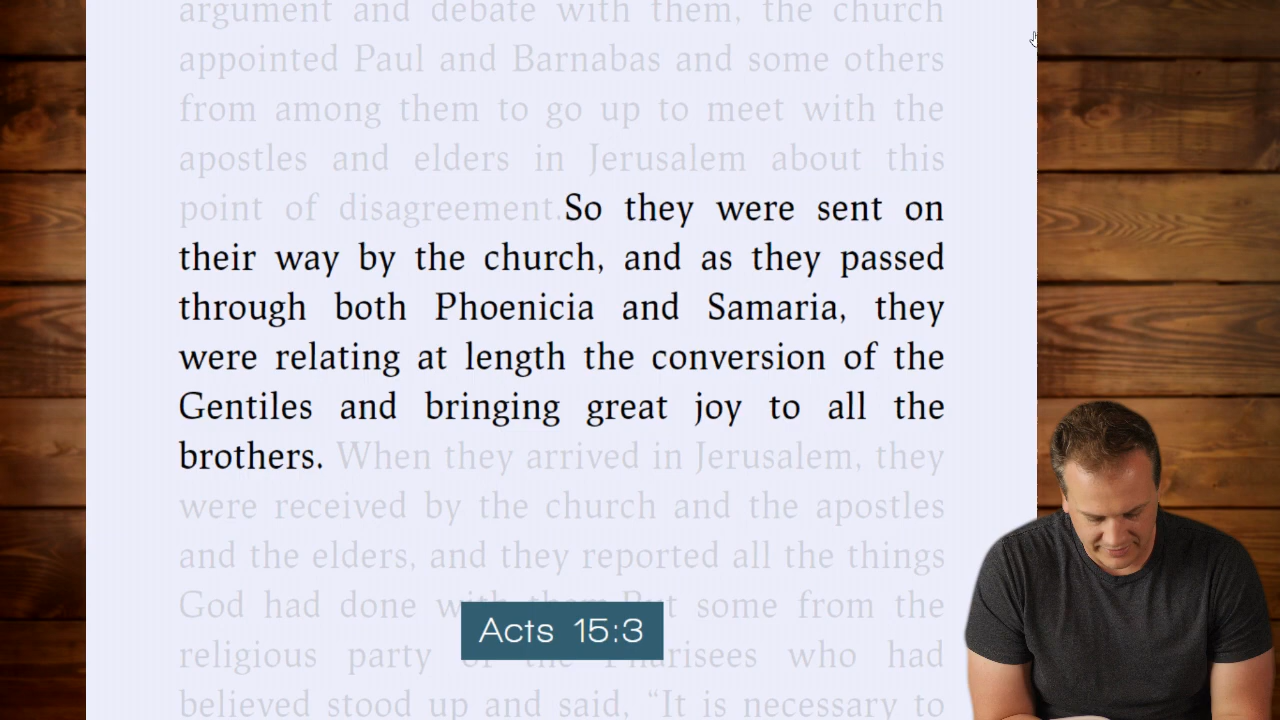 argument and debate with them, the church
appointed Paul and Barnabas and some others
from among them to go up to meet with the
apostles and elders in Jerusalem about this
point of disagreement.So they were sent on
their way by the church, and as they passed
through both Phoenicia and Samaria, they
were relating at length the conversion of the
Gentiles and bringing great joy to all the
brothers. When they arrived in Jerusalem, they
were received by the church and the apostles
and the elders, and they reported all the things
God had done with them.But some from the
religious party of the Pharisees who had
believed stood up and said, “It is necessary to
Acts 15:3